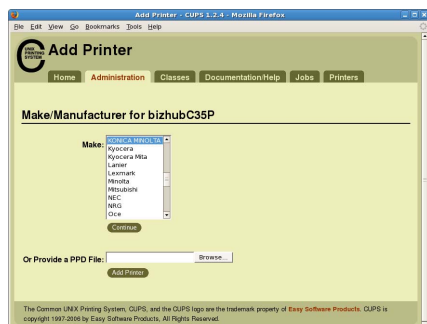 Add Printer - CUPS 1.2.4 - Mozilla Firefox
File Edit View Go Bookmarks Tools Help
UNIX PRINTING SYSTEM
Add Printer
Home Administration Classes Documentation/Help Jobs Printers
Make/Manufacturer for bizhubC35P
Make: KONICA MINOLTA
Kyocera
Kyocera Mita
Lanier
Lexmark
Minolta
Mitsubishi
NEC
NRG
Oce
Continue
Or Provide a PPD File: Browse...
Add Printer
The Common UNIX Printing System, CUPS, and the CUPS logo are the trademark property of Easy Software Products. CUPS is
copyright 1997-2006 by Easy Software Products, All Rights Reserved.